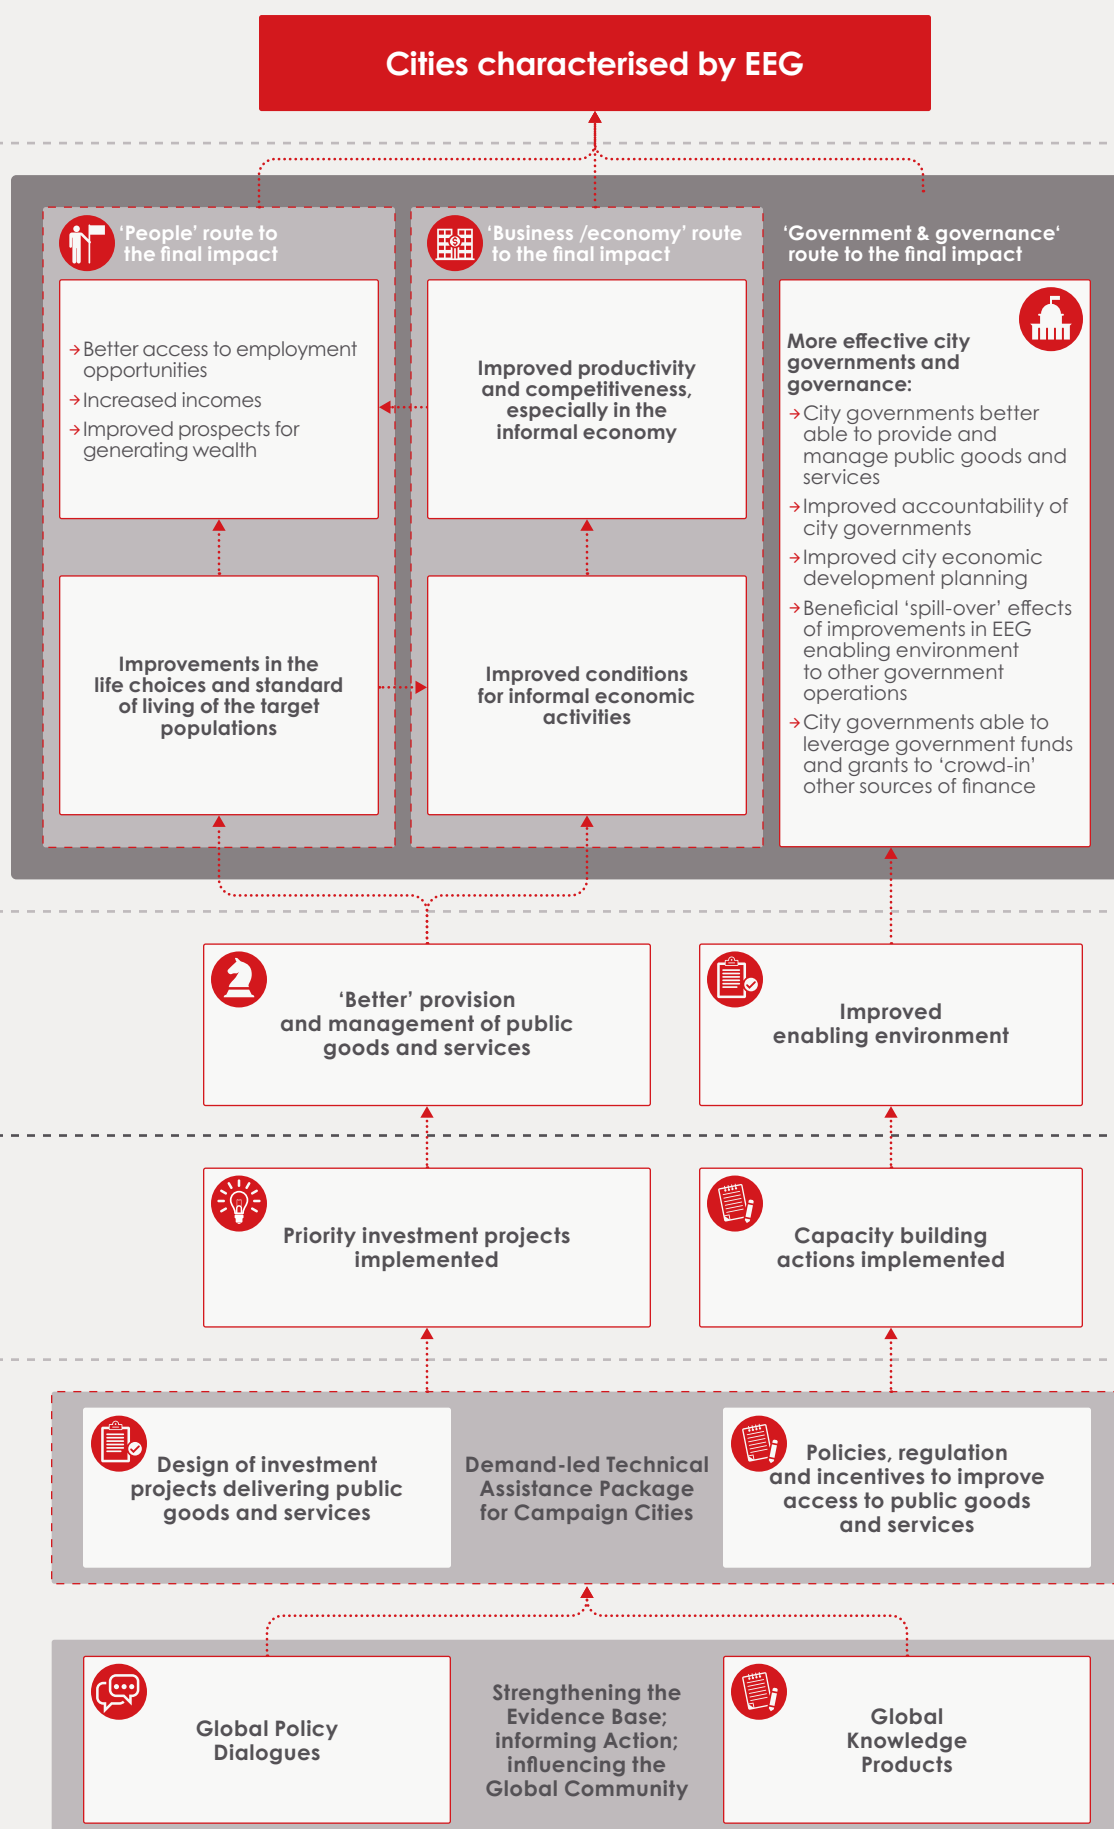 Cities characterised by EEG
‘People’ route to
the final impact
→Better access to employment
opportunities
→Increased incomes
→Improved prospects for
generating wealth
Improvements in the
life choices and standard
of living of the target
populations
‘Business /economy’ route
to the final impact
Improved productivity
and competitiveness,
especially in the
informal economy
Improved conditions
for informal economic
activities
‘Government & governance‘
route to the final impact
More effective city
governments and
governance:
→City governments better
able to provide and
manage public goods and
services
→Improved accountability of
city governments
→Improved city economic
development planning
→Beneficial ‘spill-over’ effects
of improvements in EEG
enabling environment
to other government
operations
→City governments able to
leverage government funds
and grants to ‘crowd-in’
other sources of finance
‘Better’ provision
and management of public
goods and services
Improved
enabling environment
Priority investment projects
implemented
Capacity building
actions implemented
Design of investment
projects delivering public
goods and services
Demand-led Technical
Assistance Package
for Campaign Cities
Policies, regulation
and incentives to improve
access to public goods
and services
Global Policy
Dialogues
Strengthening the
Evidence Base;
informing Action;
influencing the
Global Community
Global
Knowledge
Products